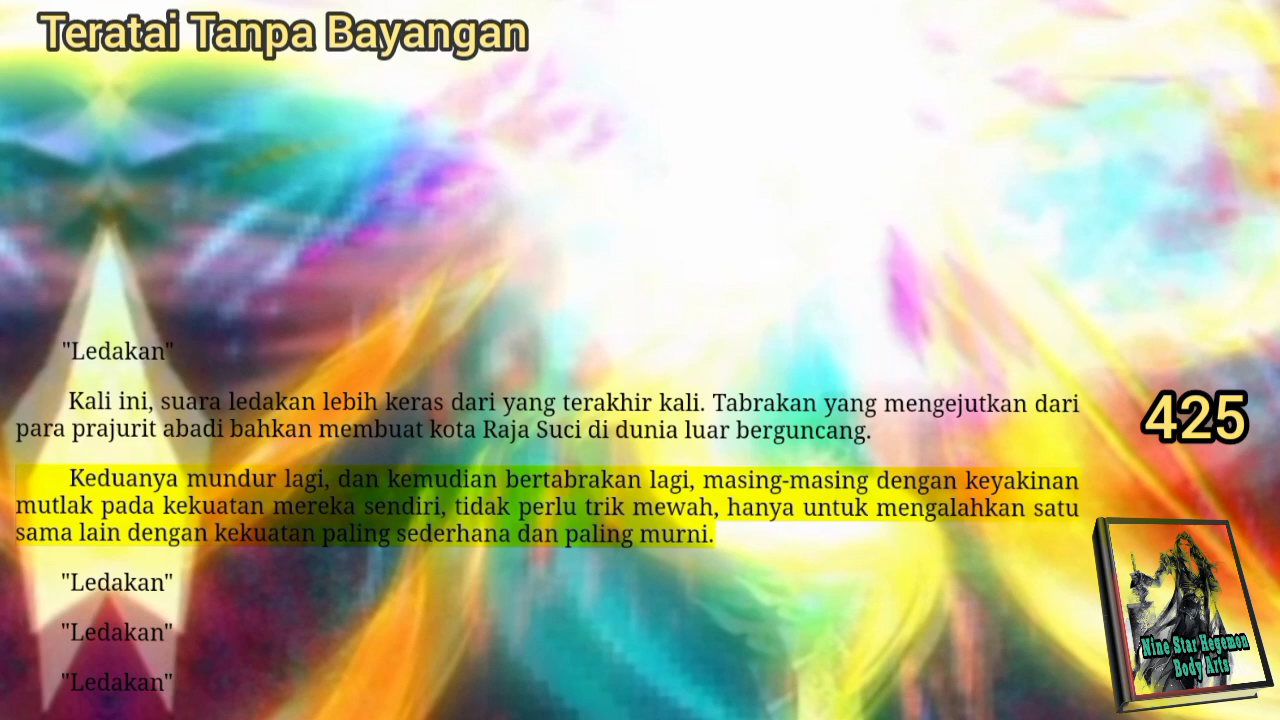 Teratai Tanpa Bayangan
"Ledakan"
Kali ini, suara ledakan lebih keras dari yang terakhir kali. Tabrakan yang mengejutkan dari
para prajurit abadi bahkan membuat kota Raja Suci di dunia luar berguncang.
425
Keduanya mundur lagi, dan kemudian bertabrakan lagi, masing-masing dengan keyakinan
mutlak pada kekuatan mereka sendiri, tidak perlu trik mewah, hanya untuk mengalahkan satu
sama lain dengan kekuatan paling sederhana dan paling murni.
"Ledakan"
"Ledakan"
"Ledakan"
Nine Star Hegemon
Body Arts